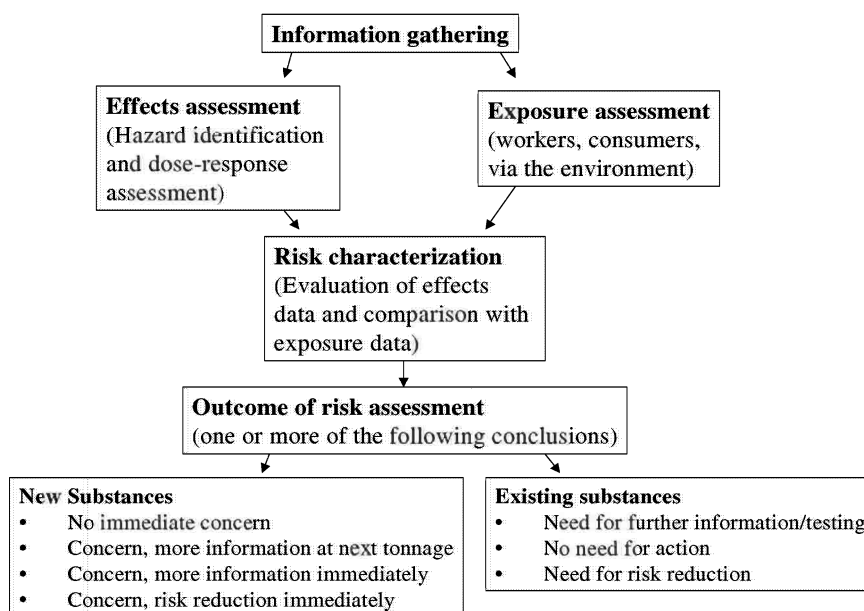 Information gathering
Effects assessment
(Hazard identification
and dose-response
assessment)
Exposure assessment
(workers, consumers,
via the environment)
Risk characterization
(Evaluation of effects
data and comparison with
exposure data)
Outcome of risk assessment
(one or more of the following conclusions)
New Substances
• No immediate concern
• Concern, more information at next tonnage
• Concern, more information immediately
• Concern, risk reduction immediately
Existing substances
• Need for further information/testing
• No need for action
• Need for risk reduction